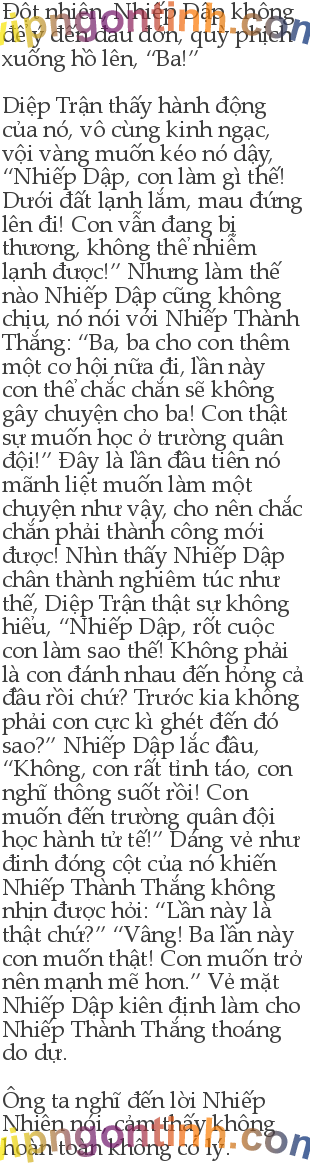 Đột nhiên, Nhiếp Dập không
để ý đến đau đớn, quỳ phịch
xuống hồ lên, “Ba!”
Diệp Trận thấy hành động
của nó, vô cùng kinh ngạc,
vội vàng muốn kéo nó dậy,
“Nhiếp Dập, con làm gì thế!
Dưới đất lạnh lắm, mau đứng
lên đi! Con vẫn đang bị
thương, không thể nhiễm
lạnh được!” Nhưng làm thế
nào Nhiếp Dập cũng không
chịu, nó nói với Nhiếp Thành
Thắng: “Ba, ba cho con thêm
một cơ hội nữa đi, lần này
con thể chắc chắn sẽ không
gây chuyện cho ba! Con thật
sự muốn học ở trường quân
đội!” Đây là lần đầu tiên nó
mãnh liệt muốn làm một
chuyện như vậy, cho nên chắc
chắn phải thành công mới
được! Nhìn thấy Nhiếp Dập
chân thành nghiêm túc như
thế, Diệp Trận thật sự không
hiểu, “Nhiếp Dập, rốt cuộc
con làm sao thế! Không phải
là con đánh nhau đến hỏng cả
đầu rồi chứ? Trước kia không
phải con cực kì ghét đến đó
sao?” Nhiếp Dập lắc đầu,
“Không, con rất tỉnh táo, con
nghĩ thông suốt rồi! Con
muốn đến trường quân đội
học hành tử tế!” Dáng vẻ như
đinh đóng cột của nó khiến
Nhiếp Thành Thắng không
nhịn được hỏi: “Lần này là
thật chứ?” “Vâng! Ba lần này
con muốn thật! Con muốn trở
nên mạnh mẽ hơn.” Vẻ mặt
Nhiếp Dập kiên định làm cho
Nhiếp Thành Thắng thoáng
do dự.
Ông ta nghĩ đến lời Nhiếp
Nhiên nói, cảm thấy không
hoàn toàn không có lý.
vipngontinh.com
vipngontinh.com